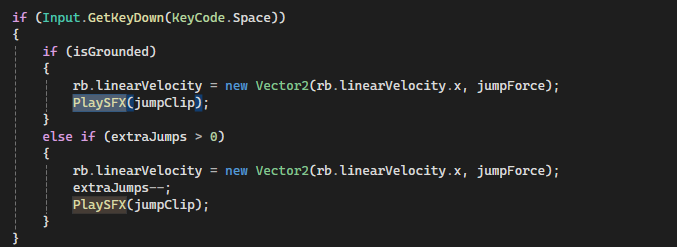 if (Input.GetKeyDown(KeyCode.Space))
{
if (isGrounded)
{
rb.linearVelocity = new Vector2(rb.linearVelocity.x, jumpForce);
PlaySFX(jumpClip);
}
else if (extraJumps > 0)
{
rb.linearVelocity = new Vector2(rb.linearVelocity.x, jumpForce);
extraJumps--;
PlaySFX(jumpClip);
}
}